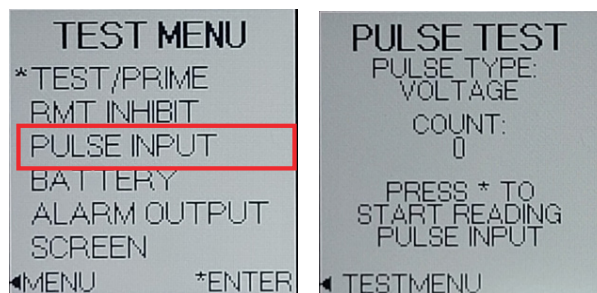 TEST MENU
*TEST/PRIME
RMT INHIBIT
PULSE INPUT
BATTERY
ALARM OUTPUT
SCREEN
◀MENU *ENTER
PULSE TEST
PULSE TYPE:
VOLTAGE
COUNT:
0
PRESS * TO
START READING
PULSE INPUT
◀ TESTMENU